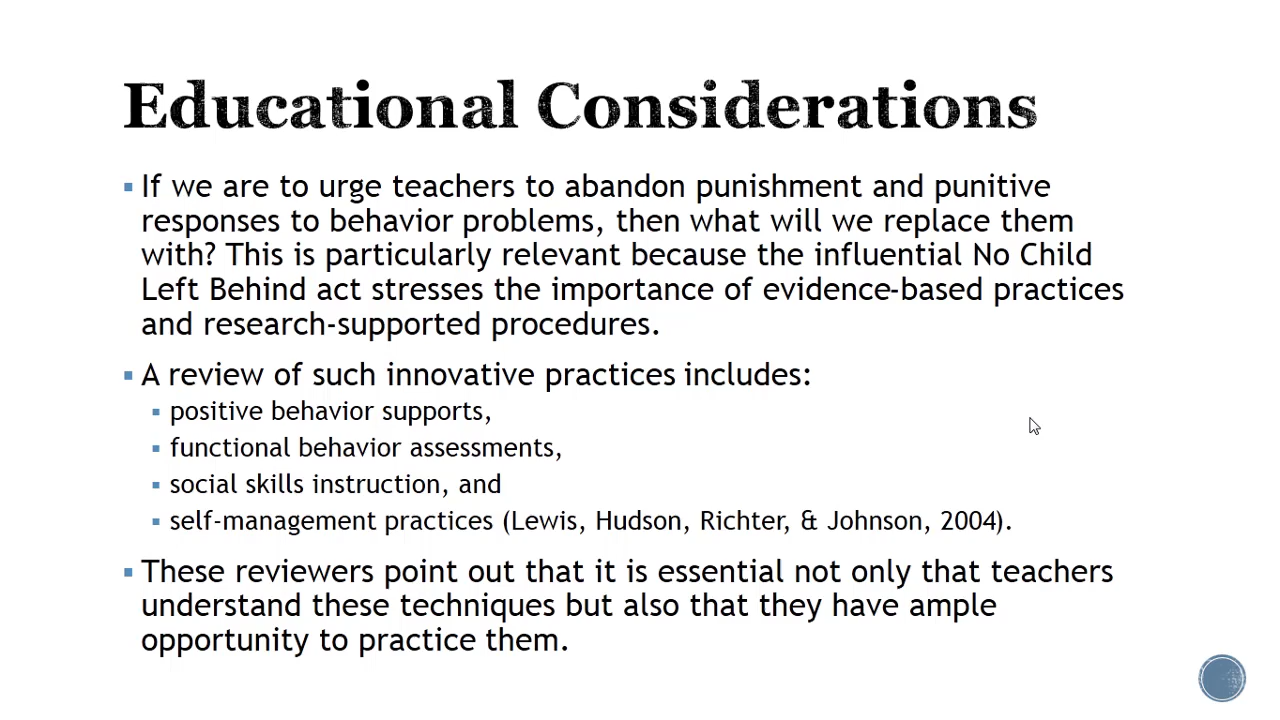 Educational Considerations
If we are to urge teachers to abandon punishment and punitive
responses to behavior problems, then what will we replace them
with? This is particularly relevant because the influential No Child
Left Behind act stresses the importance of evidence-based practices
and research-supported procedures.
A review of such innovative practices includes:
positive behavior supports,
functional behavior assessments,
social skills instruction, and
self-management practices (Lewis, Hudson, Richter, & Johnson, 2004).
These reviewers point out that it is essential not only that teachers
understand these techniques but also that they have ample
opportunity to practice them.